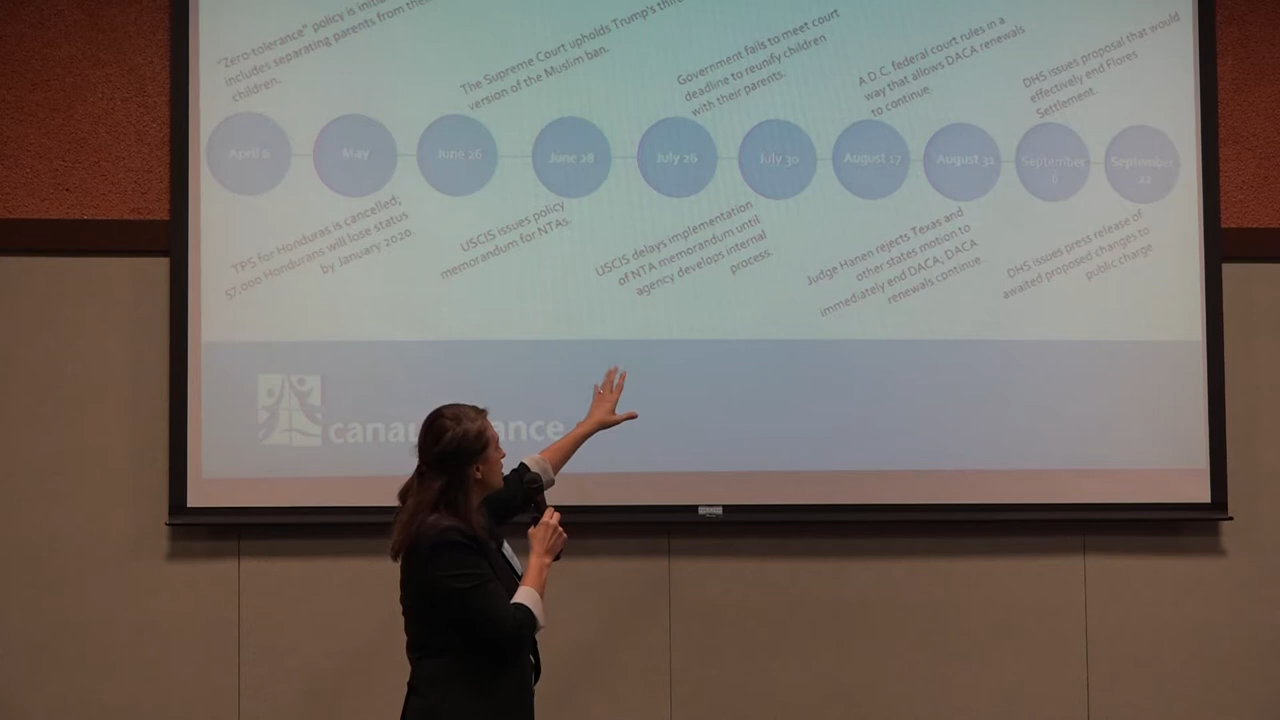 "Zero-tolerance" policy is
includes separating parents from
children.
The Supreme Court upholds Trump's
version of the Muslim ban.
Government fails to meet court
deadline to reunify children
with their parents.
A D.C. federal court rules in a
way that allows DACA renewals
to continue.
DHS issues proposal that would
effectively end Flores
Settlement.
April 6
May
June 26
June 28
July 26
July 30
August 17
August 31
September
6
September
22
TPS for Honduras is cancelled;
57,000 Hondurans will lose status
by January 2020.
USCIS issues policy
memorandum for NTAs.
USCIS delays implementation
of NTA memorandum until
agency develops internal
process.
Judge Hanen rejects Texas and
other states motion to
immediately end DACA; DACA
renewals continue.
DHS issues press release of
awaited proposed changes to
public charge